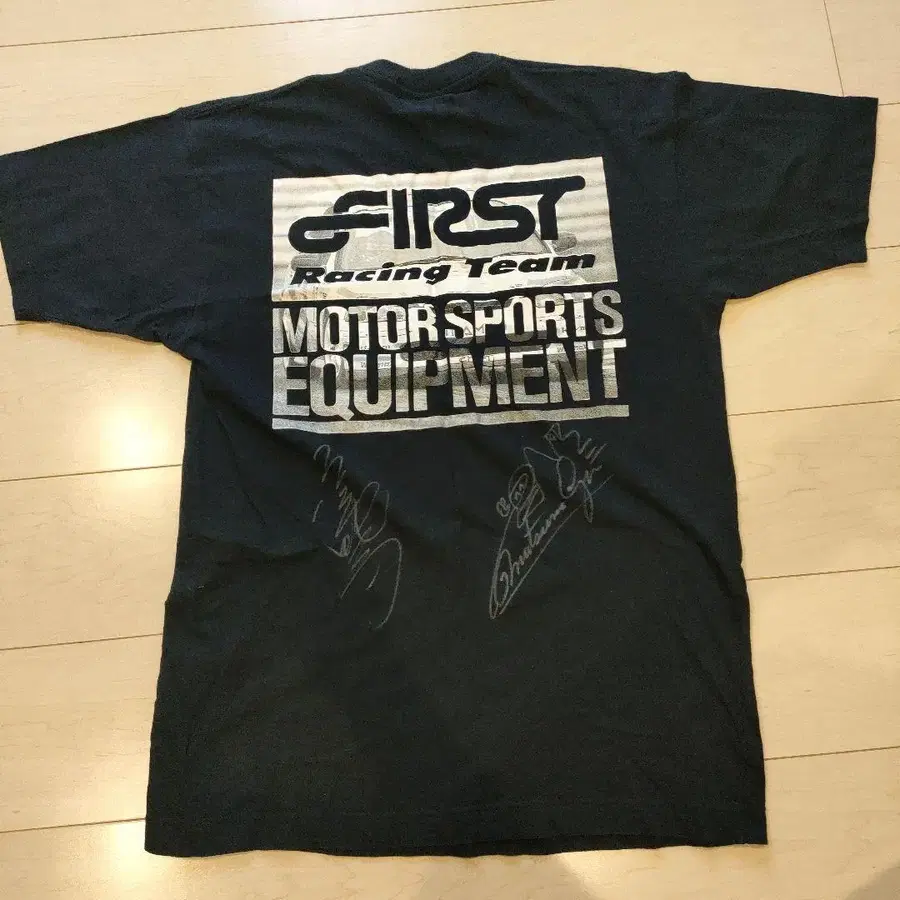 FIRST
Racing Team
MOTOR SPORTS
EQUIPMENT